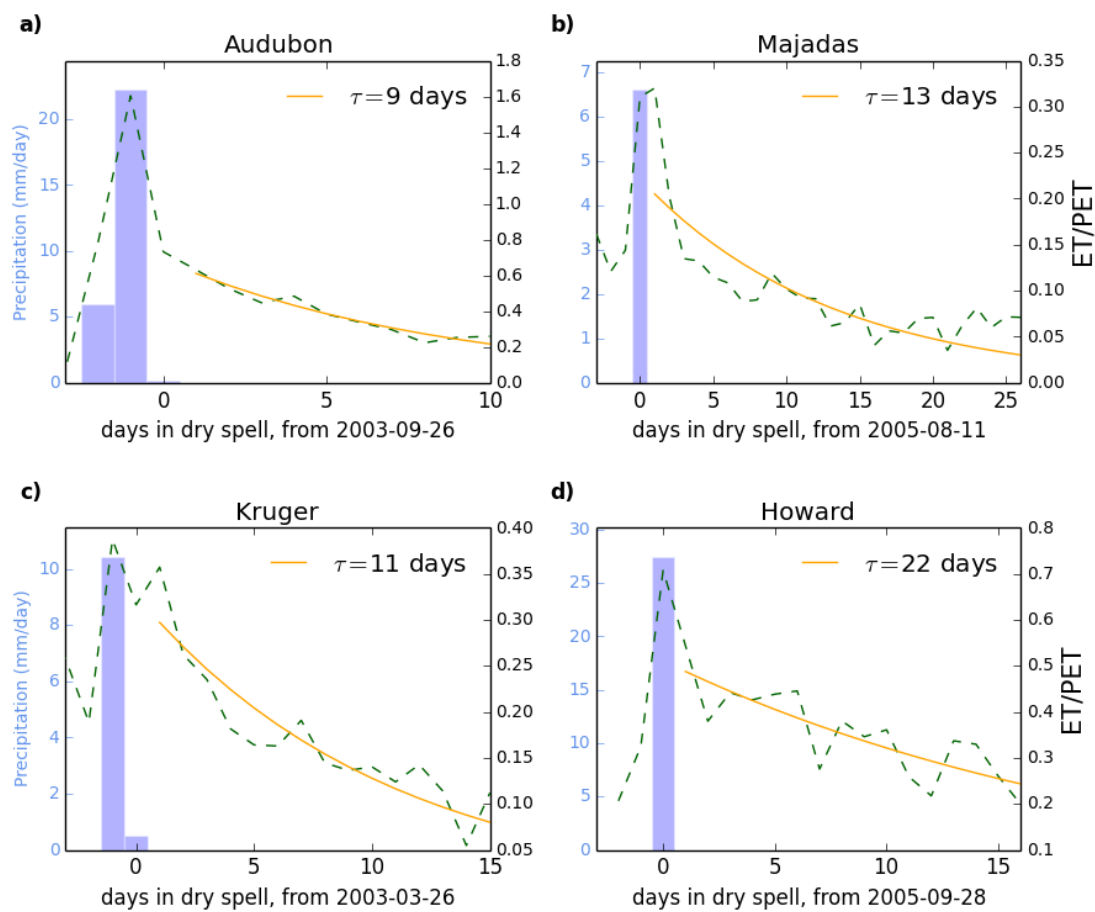 a)
Audubon
τ=9 days
Precipitation (mm/day)
20
15
10
5
0
1.8
1.6
1.4
1.2
1.0
0.8
0.6
0.4
0.2
0.0
0 5 10
days in dry spell, from 2003-09-26
b)
Majadas
τ=13 days
7
6
5
4
3
2
1
0
0.35
0.30
0.25
0.20
0.15
0.10
0.05
0.00
ET/PET
0 5 10 15 20 25
days in dry spell, from 2005-08-11
c)
Kruger
τ=11 days
Precipitation (mm/day)
10
8
6
4
2
0
0.40
0.35
0.30
0.25
0.20
0.15
0.10
0.05
0 5 10 15
days in dry spell, from 2003-03-26
d)
Howard
τ=22 days
30
25
20
15
10
5
0
0.8
0.7
0.6
0.5
0.4
0.3
0.2
0.1
ET/PET
0 5 10 15
days in dry spell, from 2005-09-28